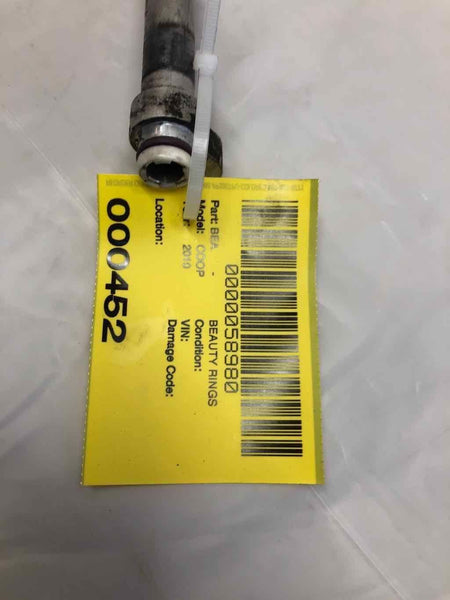 0000058980
Part: BEA - BEAUTY RINGS
Model: COOP Condition:
2010 VIN:
Location: Damage Code:
000452